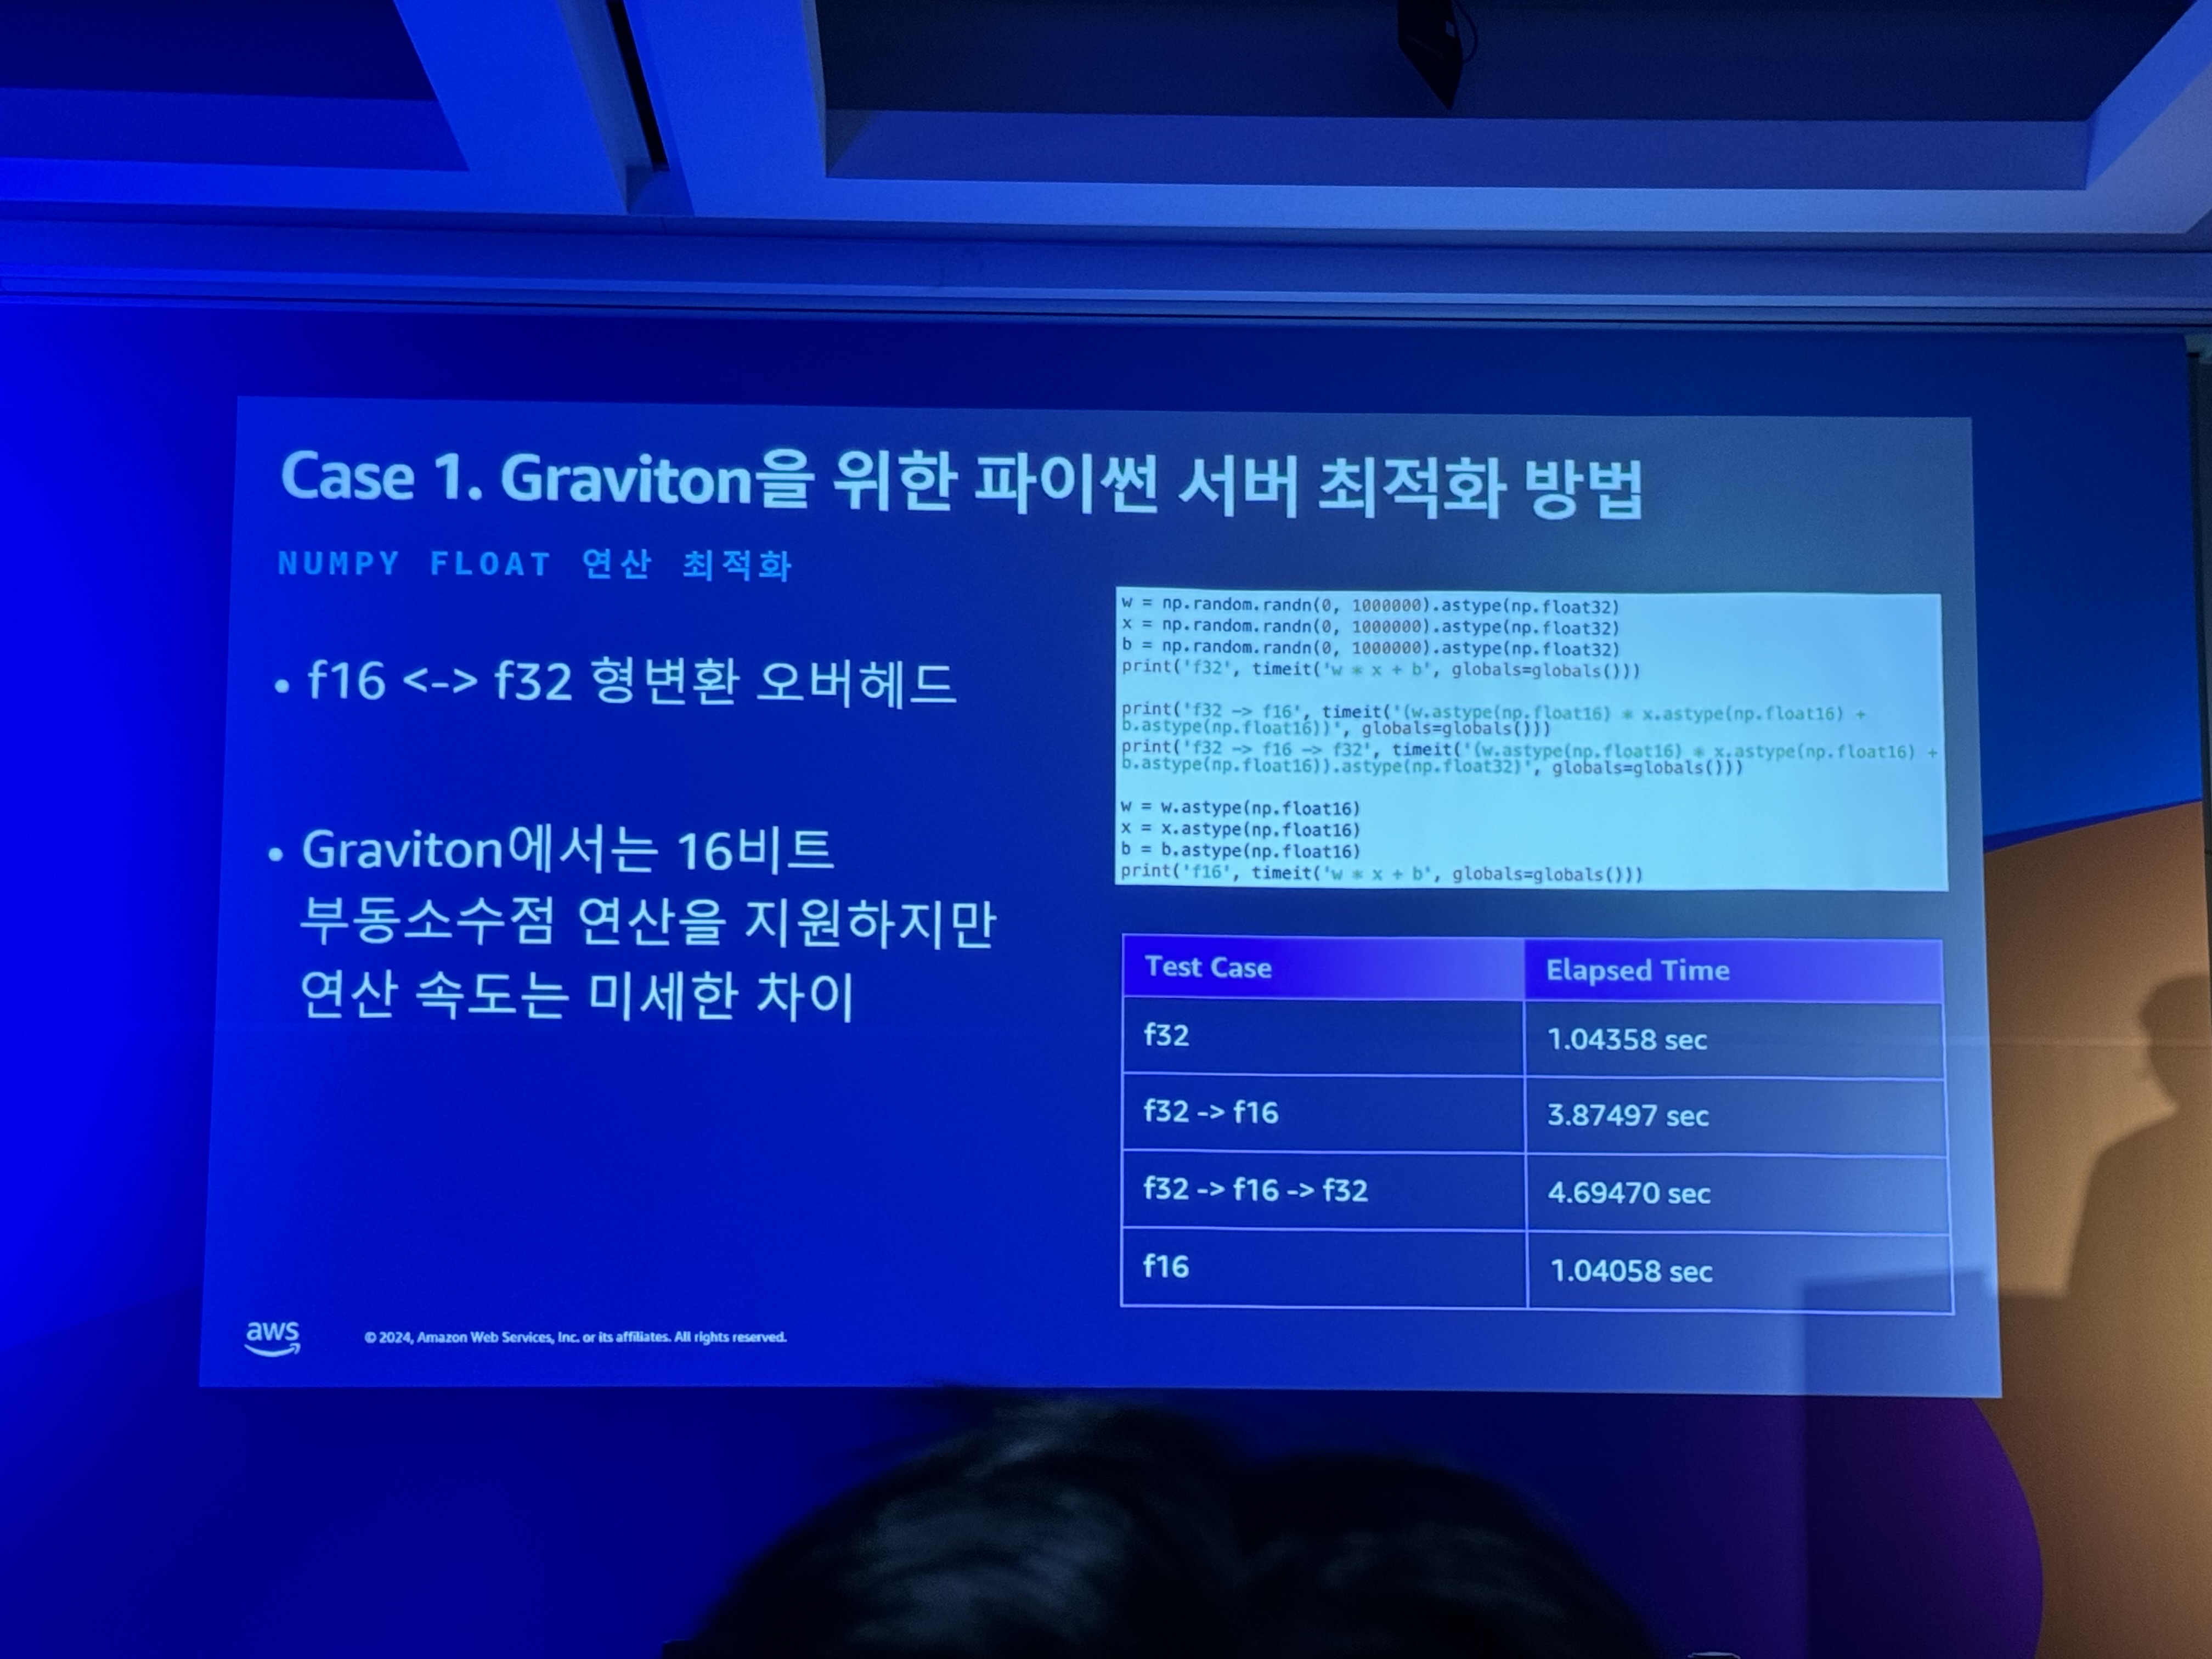 Case 1. Graviton을 위한 파이썬 서버 최적화 방법
NUMPY FLOAT 연산 최적화
• f16 <-> f32 형변환 오버헤드
• Graviton에서는 16비트
부동소수점 연산을 지원하지만
연산 속도는 미세한 차이
w = np.random.randn(0, 1000000).astype(np.float32)
x = np.random.randn(0, 1000000).astype(np.float32)
b = np.random.randn(0, 1000000).astype(np.float32)
print('f32', timeit('w * x + b', globals=globals()))
print('f32 -> f16', timeit('(w.astype(np.float16) * x.astype(np.float16) +
b.astype(np.float16))', globals=globals()))
print('f32 -> f16 -> f32', timeit('(w.astype(np.float16) * x.astype(np.float16) +
b.astype(np.float16)).astype(np.float32)', globals=globals()))
w = w.astype(np.float16)
x = x.astype(np.float16)
b = b.astype(np.float16)
print('f16', timeit('w * x + b', globals=globals()))
Test Case Elapsed Time
f32 1.04358 sec
f32 -> f16 3.87497 sec
f32 -> f16 -> f32 4.69470 sec
f16 1.04058 sec
aws
© 2024, Amazon Web Services, Inc. or its affiliates. All rights reserved.